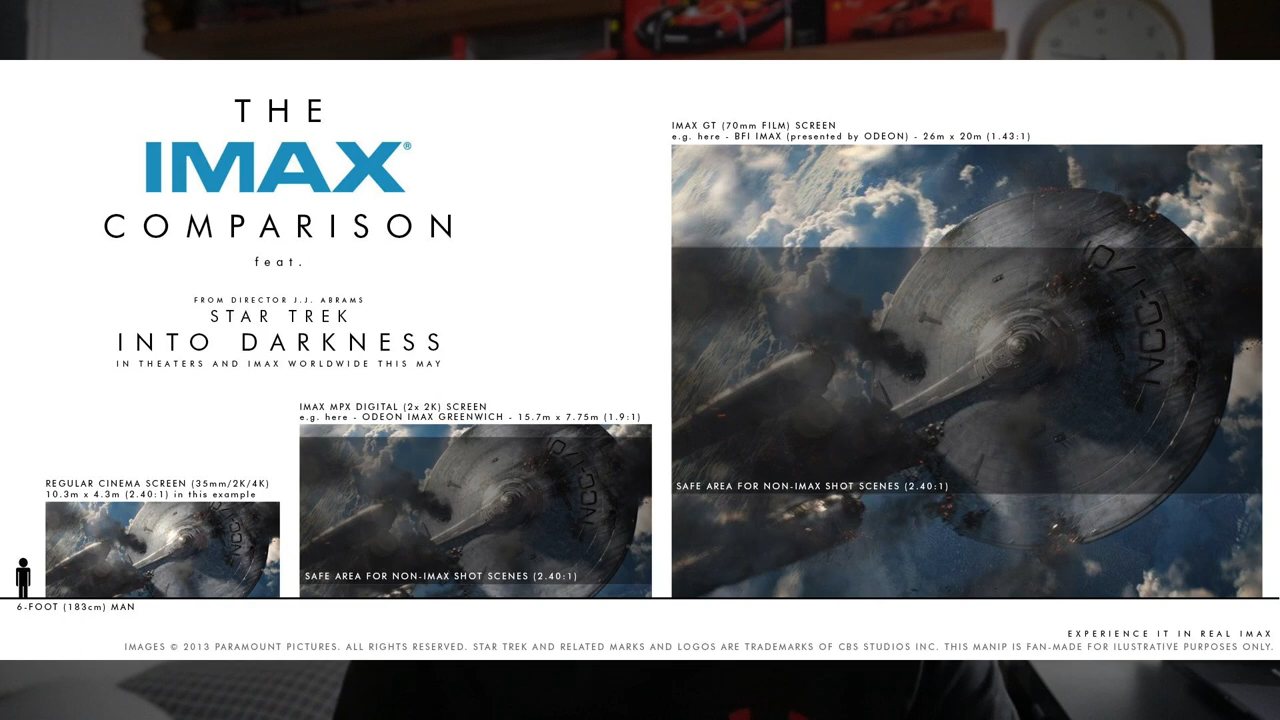 THE
IMAX®
COMPARISON
feat.
FROM DIRECTOR J.J. ABRAMS
STAR TREK
INTO DARKNESS
IN THEATERS AND IMAX WORLDWIDE THIS MAY
IMAX GT (70mm FILM) SCREEN
e.g. here - BFI IMAX (presented by ODEON) - 26m x 20m (1.43:1)
SAFE AREA FOR NON-IMAX SHOT SCENES (2.40:1)
IMAX MPX DIGITAL (2x 2K) SCREEN
e.g. here - ODEON IMAX GREENWICH - 15.7m x 7.75m (1.9:1)
SAFE AREA FOR NON-IMAX SHOT SCENES (2.40:1)
REGULAR CINEMA SCREEN (35mm/2K/4K)
10.3m x 4.3m (2.40:1) in this example
6-FOOT (183cm) MAN
EXPERIENCE IT IN REAL IMAX
IMAGES © 2013 PARAMOUNT PICTURES. ALL RIGHTS RESERVED. STAR TREK AND RELATED MARKS AND LOGOS ARE TRADEMARKS OF CBS STUDIOS INC. THIS MANIP IS FAN-MADE FOR ILUSTRATIVE PURPOSES ONLY.